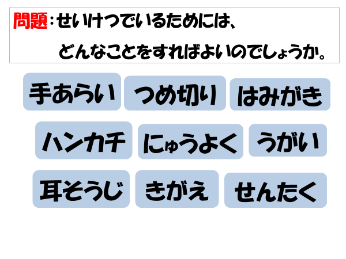 問題：せいけつでいるためには、
どんなことをすればよいのでしょうか。
手あらい つめ切り はみがき
ハンカチ にゅうよく うがい
耳そうじ きがえ せんたく